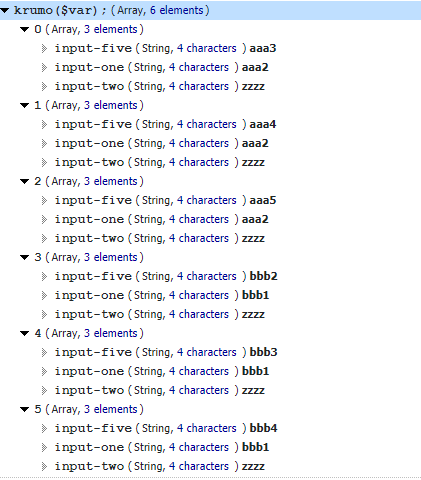 krumo($var); (Array, 6 elements)
0 (Array, 3 elements)
input-five (String, 4 characters ) aaa3
input-one (String, 4 characters ) aaa2
input-two (String, 4 characters ) zzzz
1 (Array, 3 elements)
input-five (String, 4 characters ) aaa4
input-one (String, 4 characters ) aaa2
input-two (String, 4 characters ) zzzz
2 (Array, 3 elements)
input-five (String, 4 characters ) aaa5
input-one (String, 4 characters ) aaa2
input-two (String, 4 characters ) zzzz
3 (Array, 3 elements)
input-five (String, 4 characters ) bbb2
input-one (String, 4 characters ) bbb1
input-two (String, 4 characters ) zzzz
4 (Array, 3 elements)
input-five (String, 4 characters ) bbb3
input-one (String, 4 characters ) bbb1
input-two (String, 4 characters ) zzzz
5 (Array, 3 elements)
input-five (String, 4 characters ) bbb4
input-one (String, 4 characters ) bbb1
input-two (String, 4 characters ) zzzz